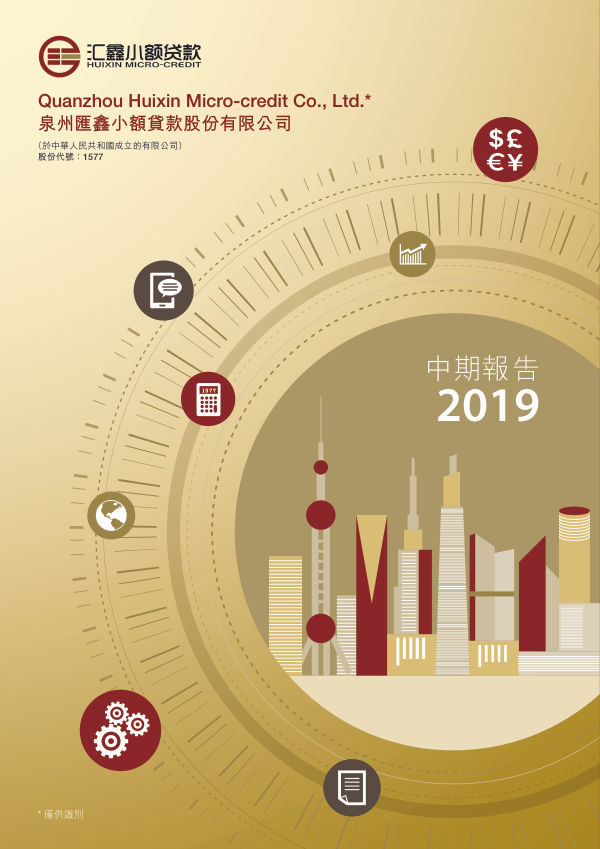 汇鑫小额贷款
HUIXIN MICRO-CREDIT
Quanzhou Huixin Micro-credit Co., Ltd.*
泉州匯鑫小額貸款股份有限公司
（於中華人民共和國成立的有限公司）
股份代號：1577
$£
€¥
1577
中期報告
2019
* 僅供識別